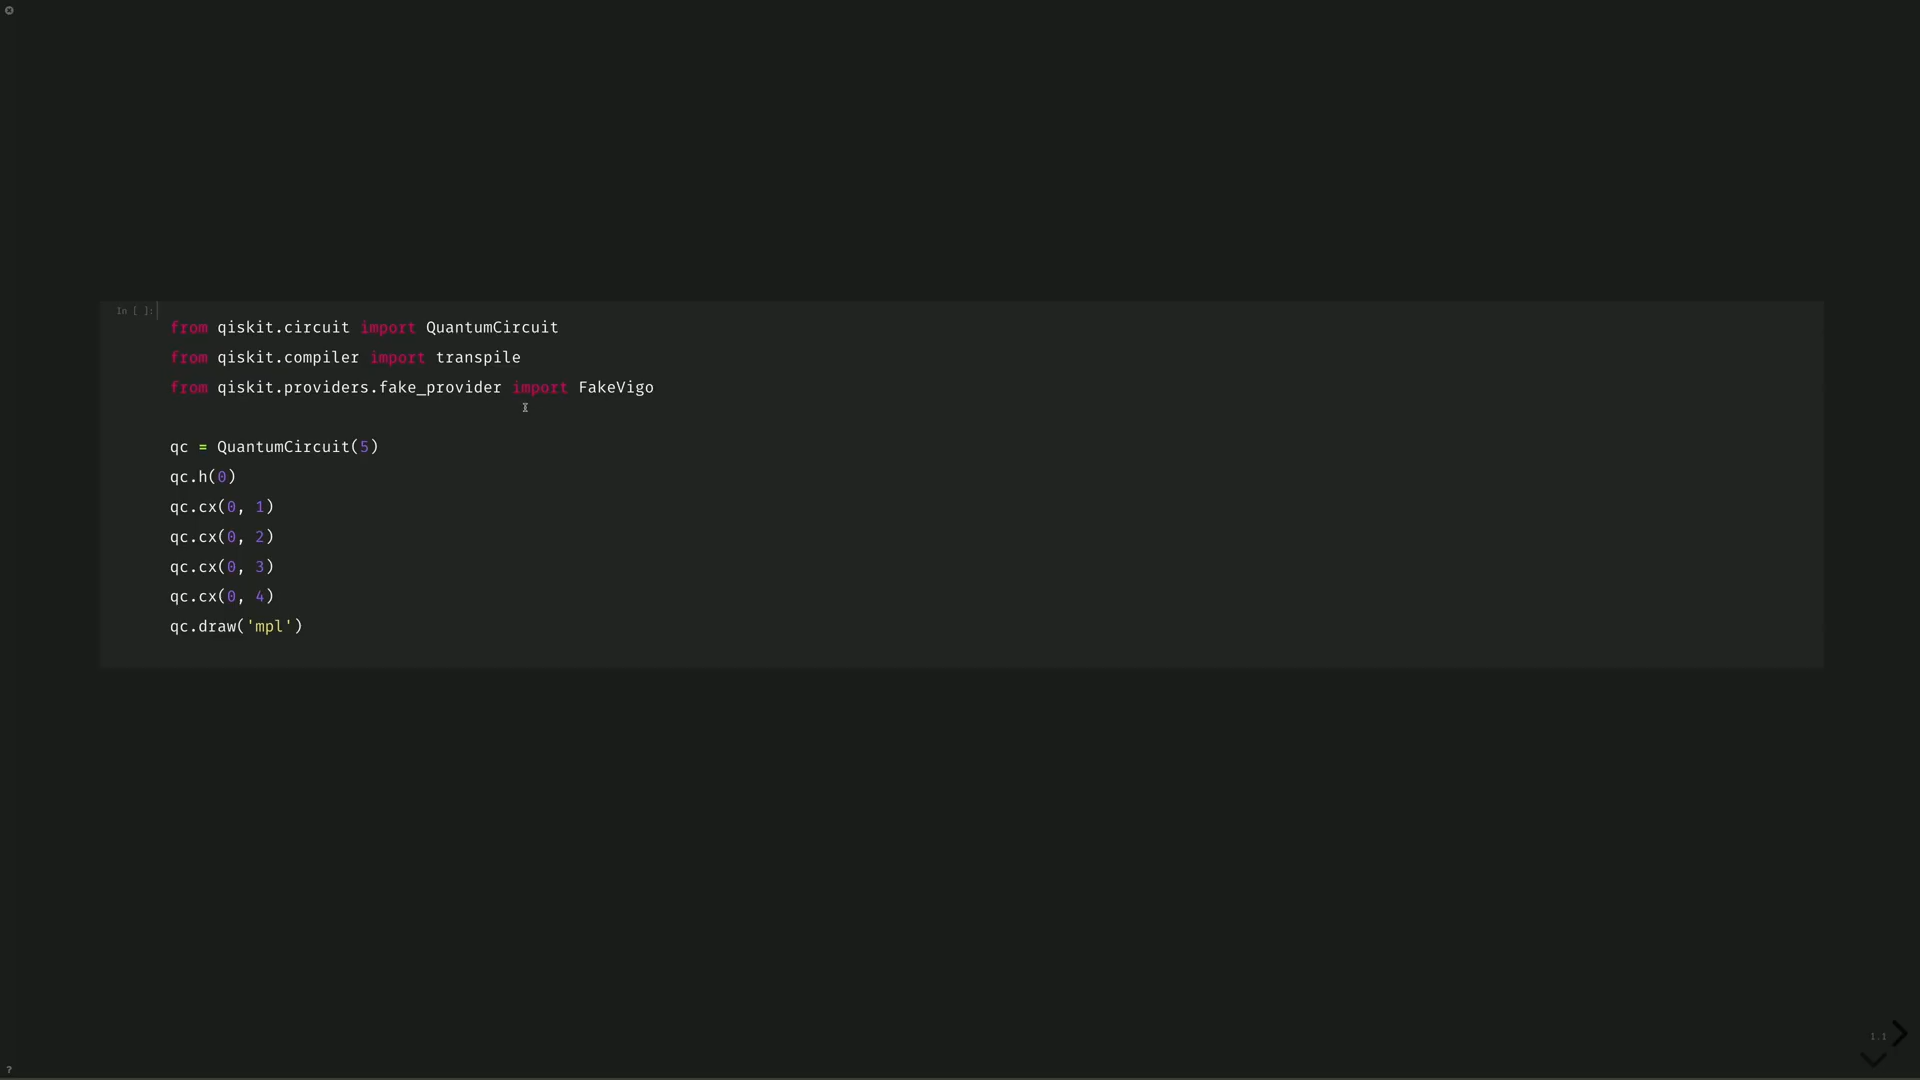 In [ ]:
from qiskit.circuit import QuantumCircuit
from qiskit.compiler import transpile
from qiskit.providers.fake_provider import FakeVigo
qc = QuantumCircuit(5)
qc.h(0)
qc.cx(0, 1)
qc.cx(0, 2)
qc.cx(0, 3)
qc.cx(0, 4)
qc.draw('mpl')
1.1
?